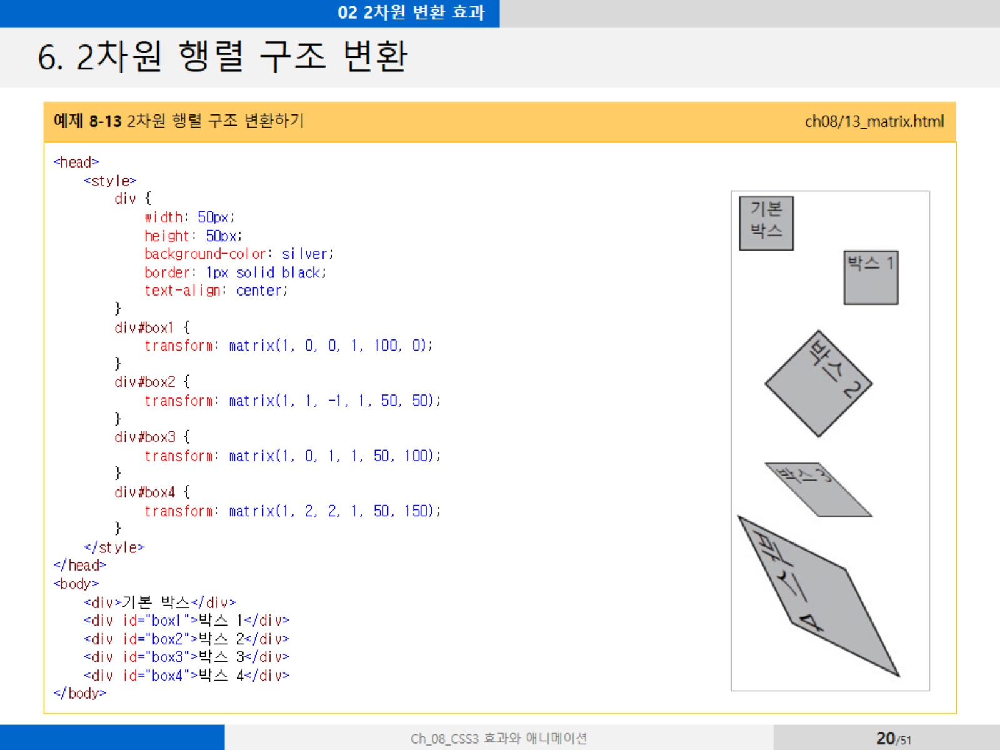 02 2차원 변환 효과
6. 2차원 행렬 구조 변환
예제 8-13 2차원 행렬 구조 변환하기
ch08/13_matrix.html
<head>
<style>
div {
width: 50px;
height: 50px;
background-color: silver;
border: 1px solid black;
text-align: center;
}
div#box1 {
transform: matrix(1, 0, 0, 1, 100, 0);
}
div#box2 {
transform: matrix(1, 1, -1, 1, 50, 50);
}
div#box3 {
transform: matrix(1, 0, 1, 1, 50, 100);
}
div#box4 {
transform: matrix(1, 2, 2, 1, 50, 150);
}
</style>
</head>
<body>
<div>기본 박스</div>
<div id="box1">박스 1</div>
<div id="box2">박스 2</div>
<div id="box3">박스 3</div>
<div id="box4">박스 4</div>
</body>
기본
박스
박스 1
박스 2
박스 3
박스 4
Ch_08_CSS3 효과와 애니메이션
20/51